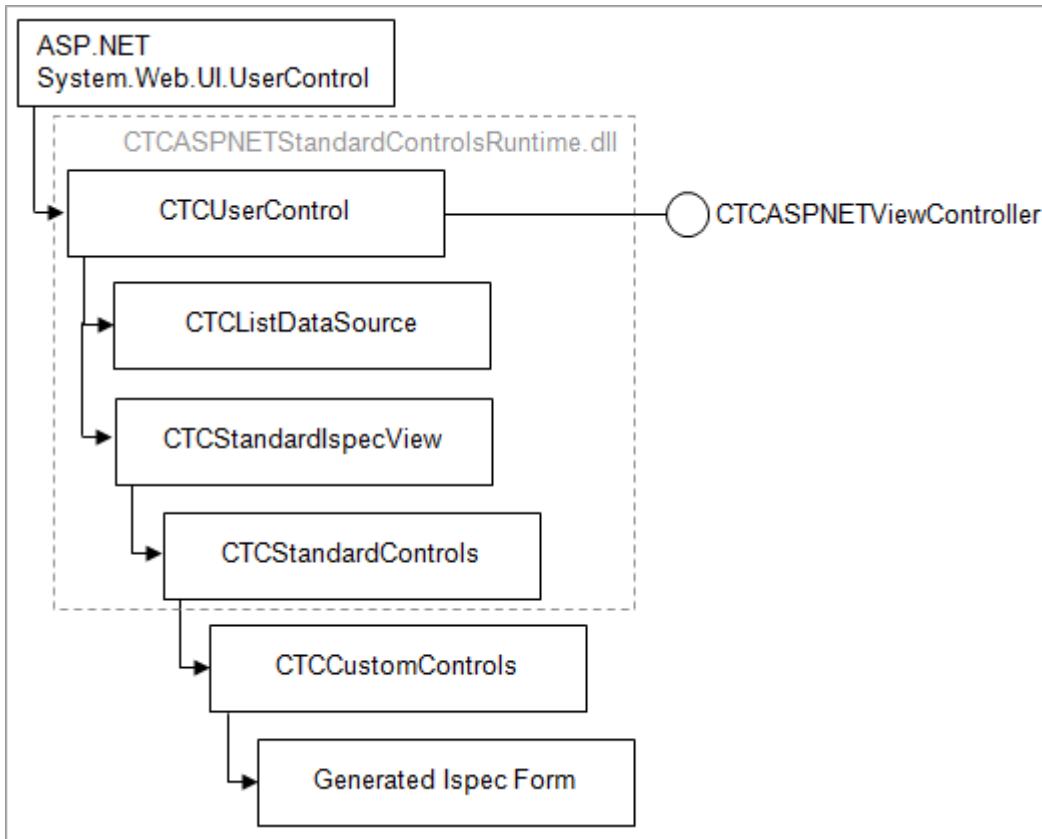 ASP.NET
System.Web.UI.UserControl
CTCASPNETStandardControlsRuntime.dll
CTCUserControl
CTCASPNETViewController
CTCListDataSource
CTCStandardIspecView
CTCStandardControls
CTCCustomControls
Generated Ispec Form